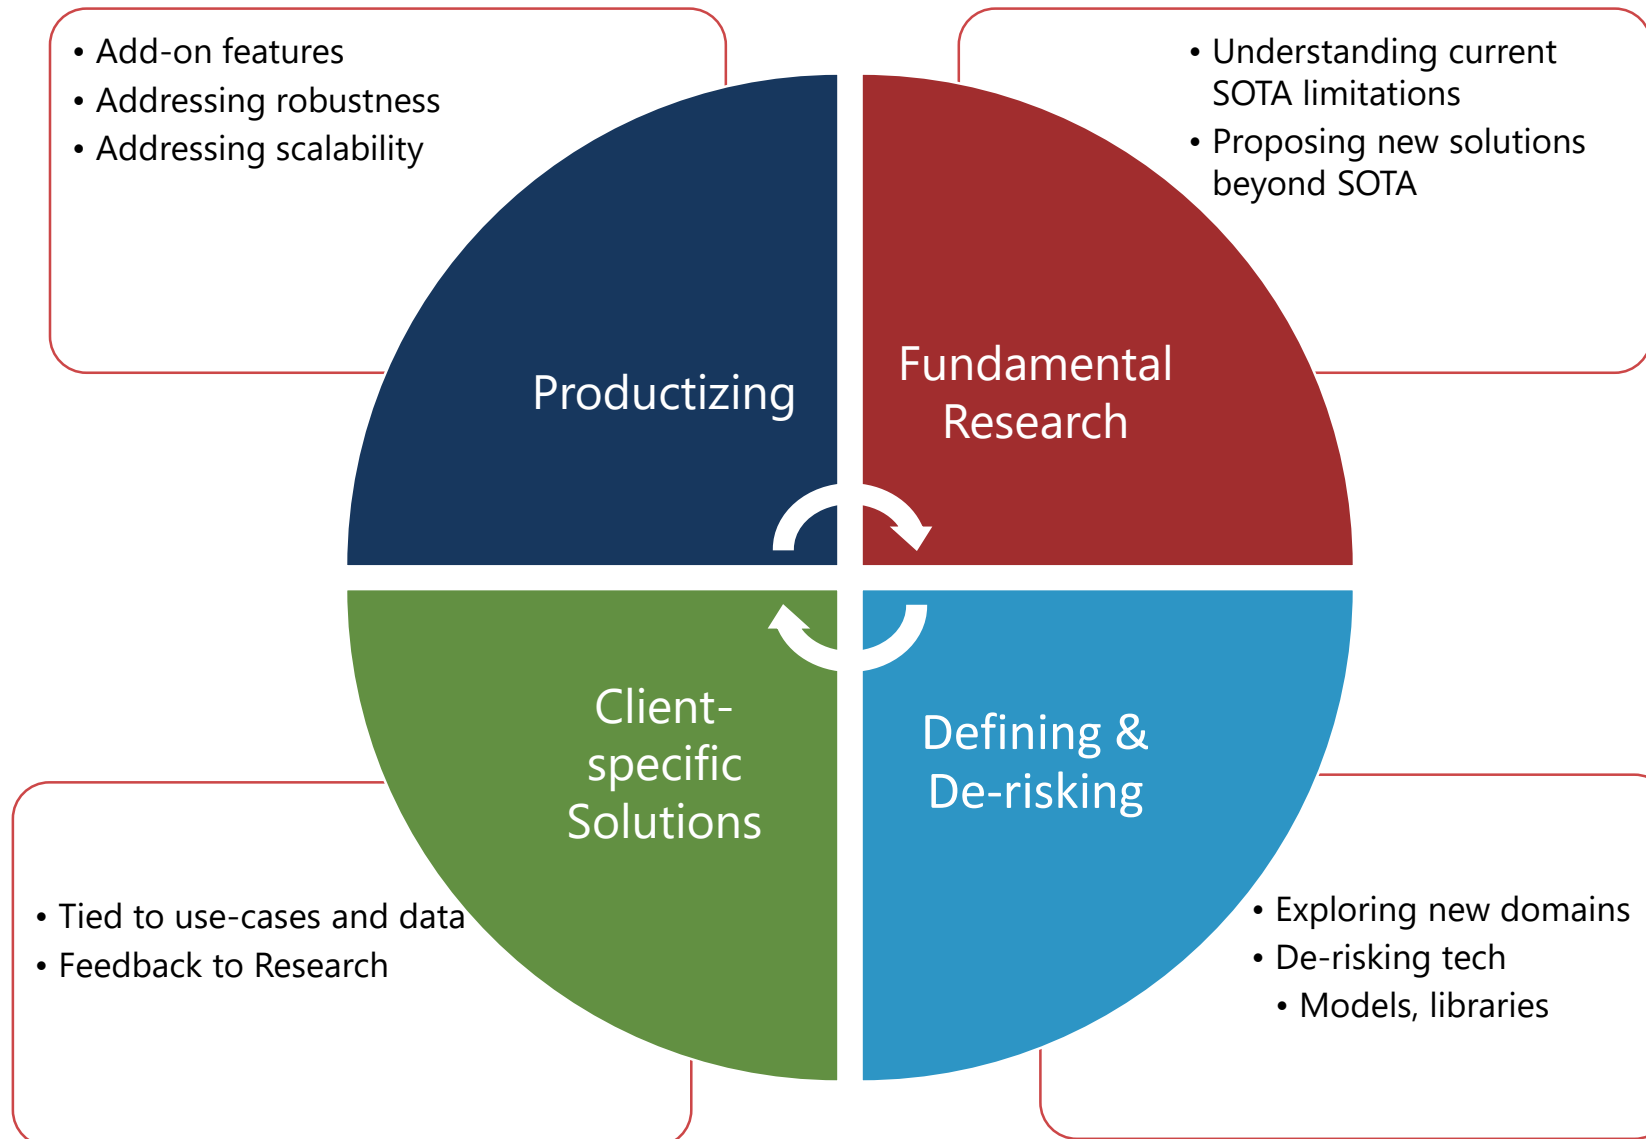 • Add-on features
• Addressing robustness
• Addressing scalability
• Understanding current
SOTA limitations
• Proposing new solutions
beyond SOTA
Productizing
Fundamental
Research
Client-
specific
Solutions
Defining &
De-risking
• Tied to use-cases and data
• Feedback to Research
• Exploring new domains
• De-risking tech
• Models, libraries